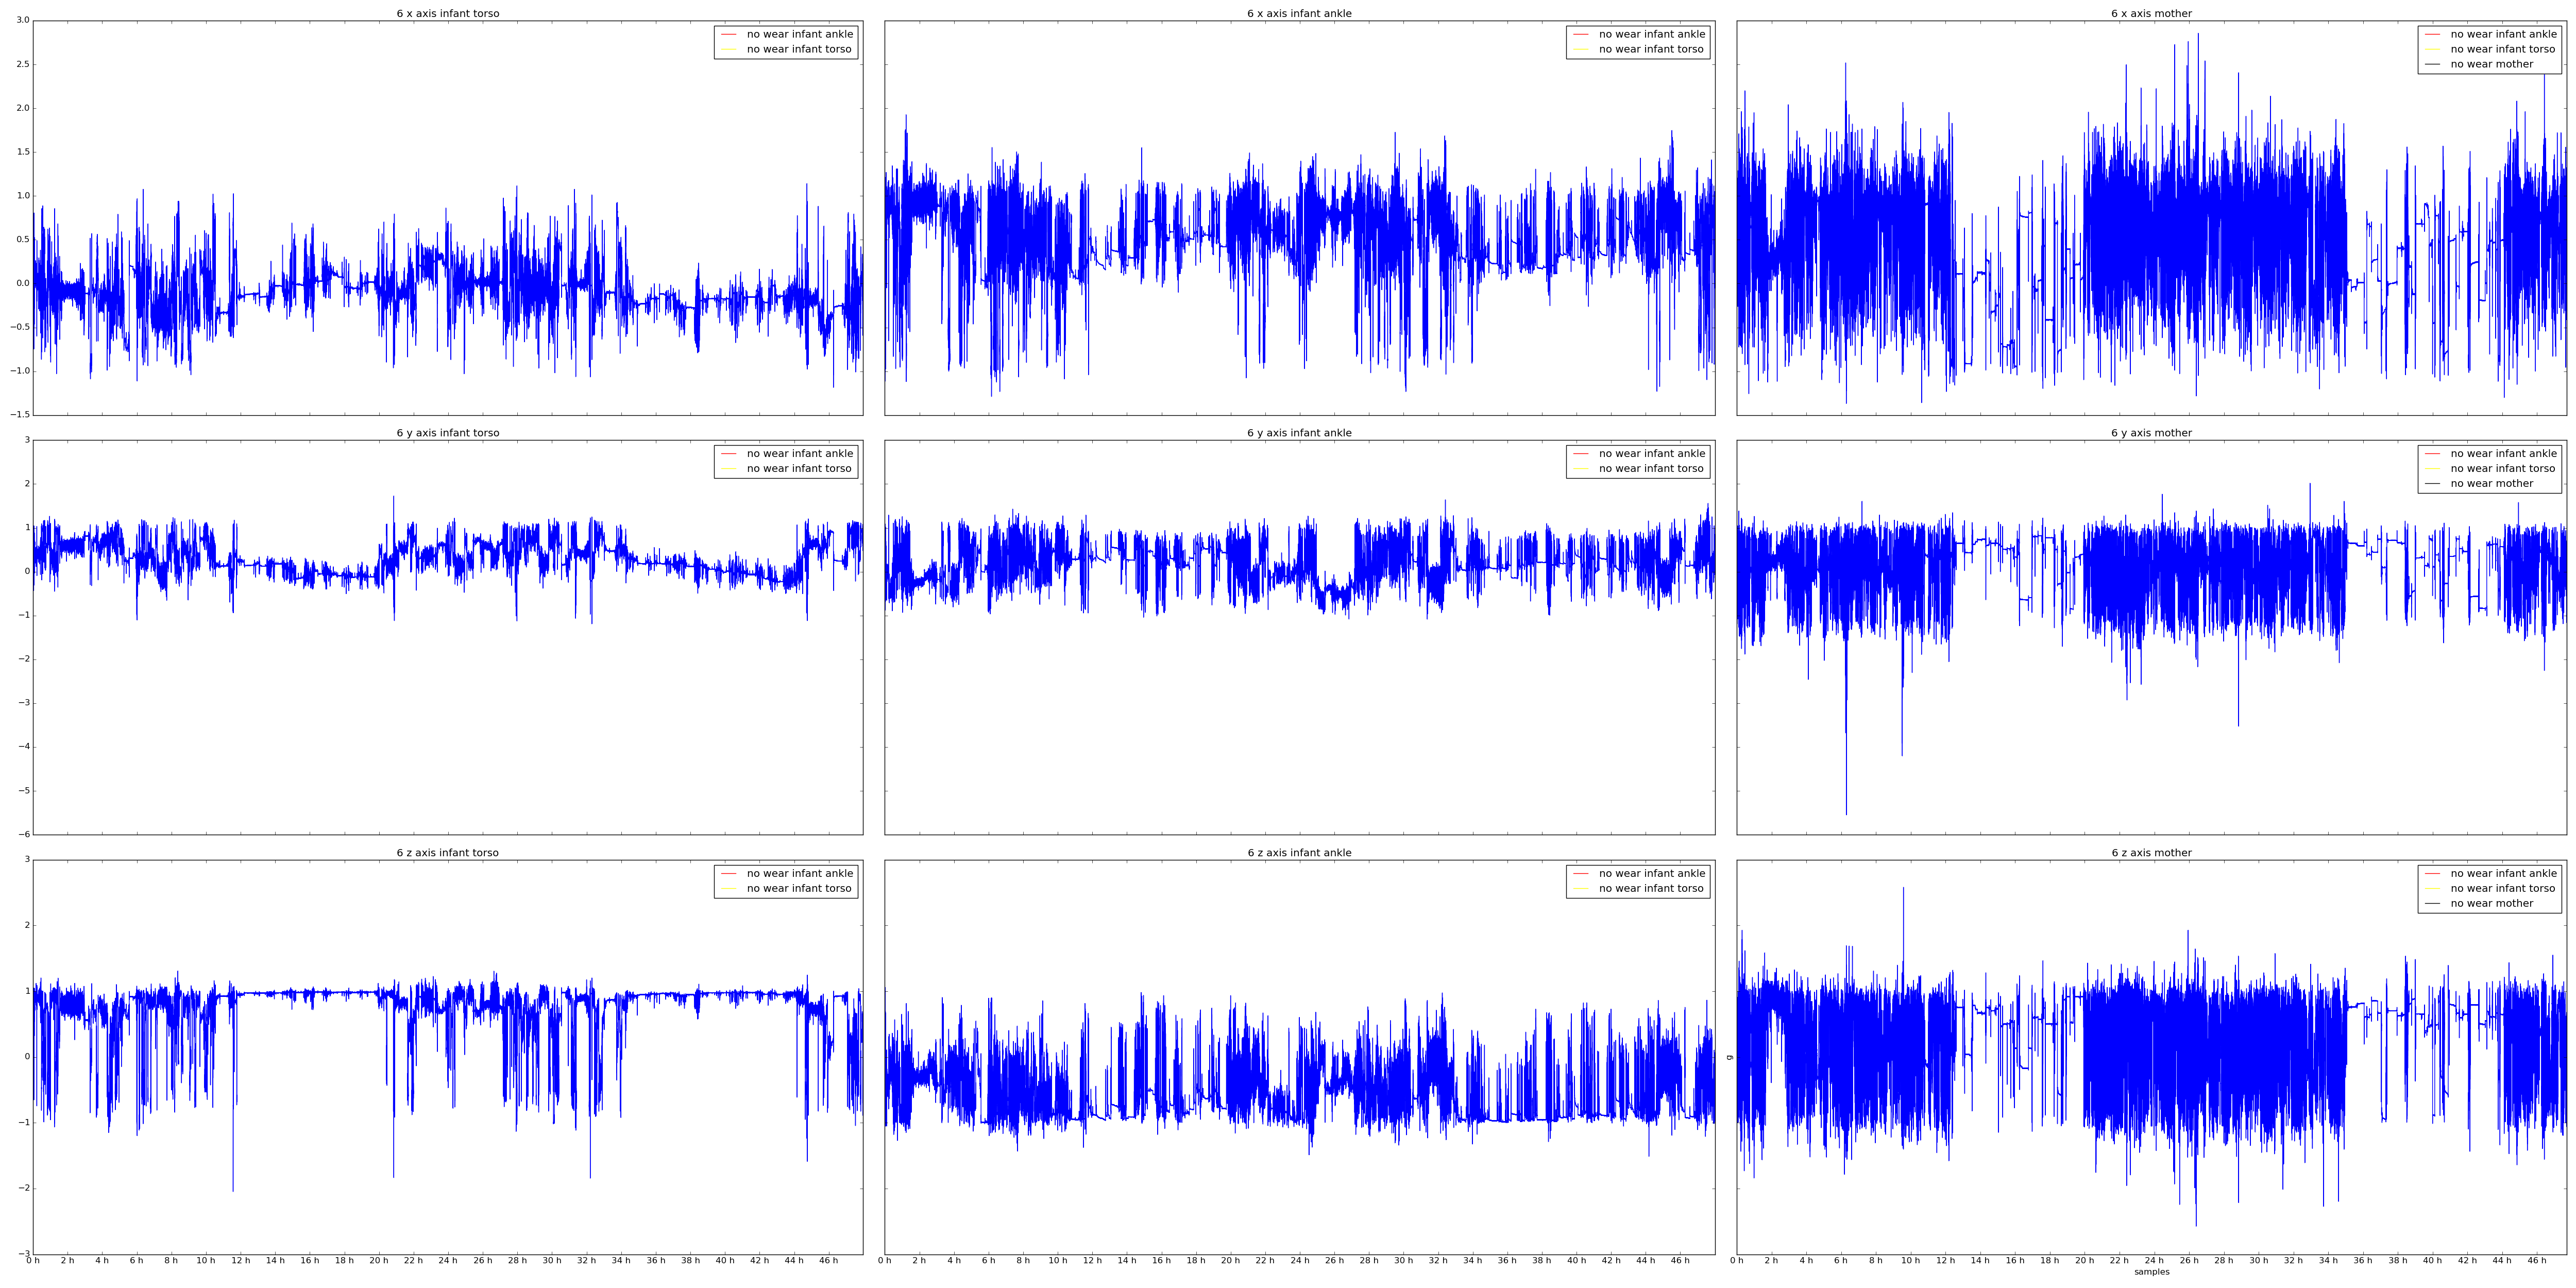 6 x axis infant torso
3.0
2.5
2.0
1.5
1.0
0.5
0.0
−0.5
−1.0
−1.5
no wear infant ankle
no wear infant torso
6 x axis infant ankle
no wear infant ankle
no wear infant torso
6 x axis mother
no wear infant ankle
no wear infant torso
no wear mother
6 y axis infant torso
3
2
1
0
−1
−2
−3
−4
−5
−6
no wear infant ankle
no wear infant torso
6 y axis infant ankle
no wear infant ankle
no wear infant torso
6 y axis mother
no wear infant ankle
no wear infant torso
no wear mother
6 z axis infant torso
3
2
1
0
−1
−2
−3
no wear infant ankle
no wear infant torso
0 h 2 h 4 h 6 h 8 h 10 h 12 h 14 h 16 h 18 h 20 h 22 h 24 h 26 h 28 h 30 h 32 h 34 h 36 h 38 h 40 h 42 h 44 h 46 h
6 z axis infant ankle
no wear infant ankle
no wear infant torso
0 h 2 h 4 h 6 h 8 h 10 h 12 h 14 h 16 h 18 h 20 h 22 h 24 h 26 h 28 h 30 h 32 h 34 h 36 h 38 h 40 h 42 h 44 h 46 h
6 z axis mother
g
no wear infant ankle
no wear infant torso
no wear mother
0 h 2 h 4 h 6 h 8 h 10 h 12 h 14 h 16 h 18 h 20 h 22 h 24 h 26 h 28 h 30 h 32 h 34 h 36 h 38 h 40 h 42 h 44 h 46 h
samples